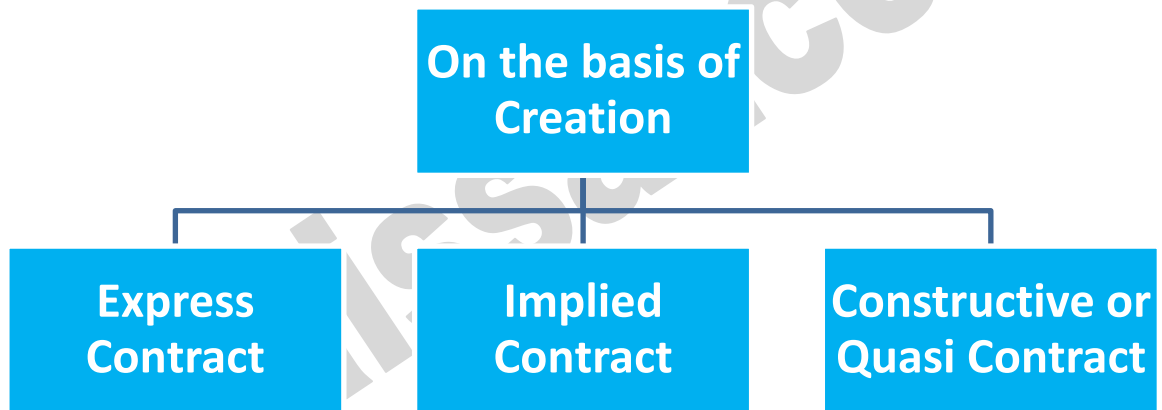 On the basis of
Creation
Express
Contract
Implied
Contract
Constructive or
Quasi Contract